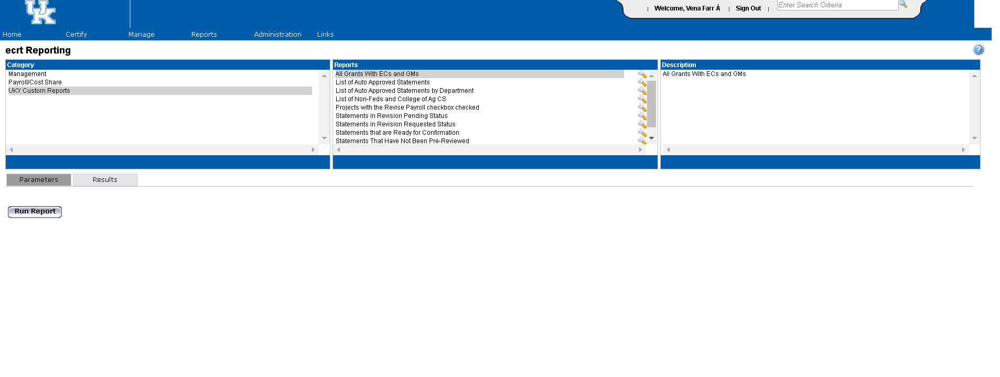 UK
Welcome, Vena Farr Â | Sign Out | Enter Search Criteria
Home Certify Manage Reports Administration Links
ecrt Reporting
?
Category
Management
Payroll/Cost Share
UKY Custom Reports
Reports
All Grants With ECs and GMs
List of Auto Approved Statements
List of Auto Approved Statements by Department
List of Non-Feds and College of Ag CS
Projects with the Revise Payroll checkbox checked
Statements in Revision Pending Status
Statements in Revision Requested Status
Statements that are Ready for Confirmation
Statements That Have Not Been Pre-Reviewed
Description
All Grants With ECs and GMs
Parameters Results
Run Report